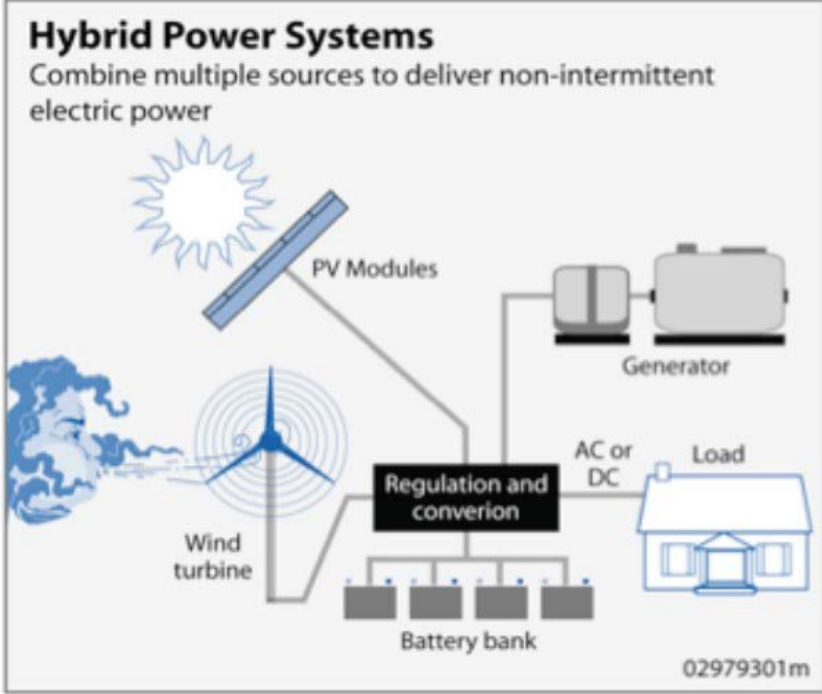 Hybrid Power Systems
Combine multiple sources to deliver non-intermittent
electric power
PV Modules
Generator
AC or
DC
Load
Regulation and
converion
Wind
turbine
Battery bank
02979301m